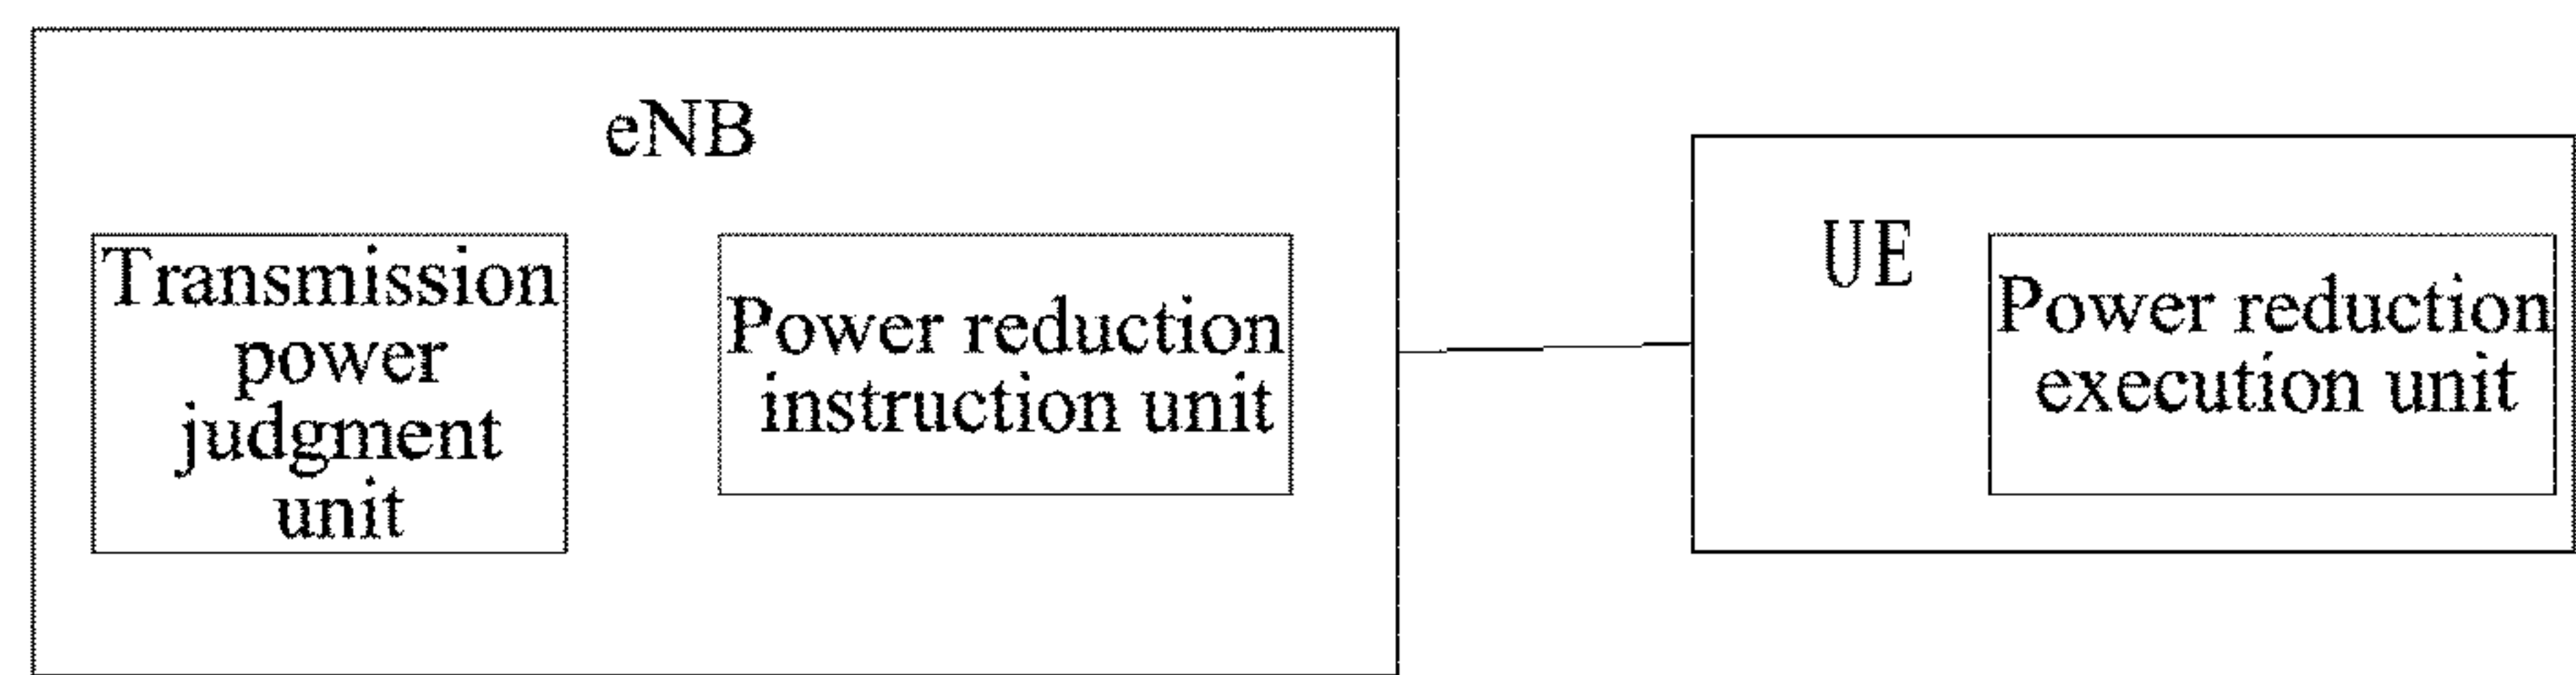 eNB
Transmission
power
judgment
unit
Power reduction
instruction unit
UE
Power reduction
execution unit